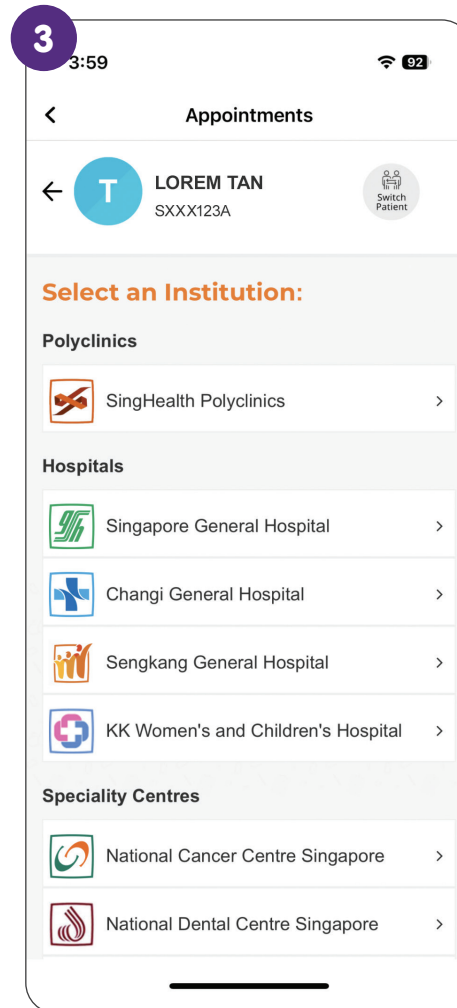 3
3:59
92
Appointments
T
LOREM TAN
SXXX123A
Switch
Patient
Select an Institution:
Polyclinics
SingHealth Polyclinics
Hospitals
Singapore General Hospital
Changi General Hospital
Sengkang General Hospital
KK Women's and Children's Hospital
Speciality Centres
National Cancer Centre Singapore
National Dental Centre Singapore